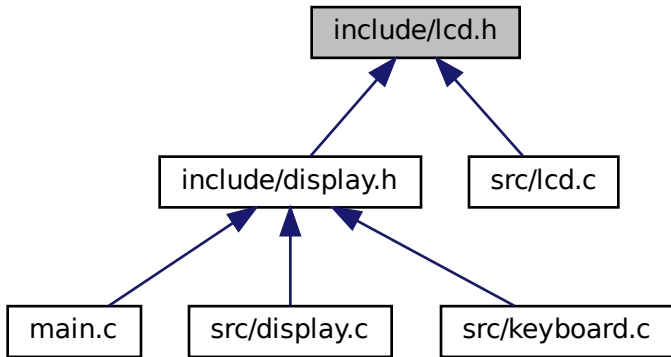 include/lcd.h
include/display.h
src/lcd.c
main.c
src/display.c
src/keyboard.c